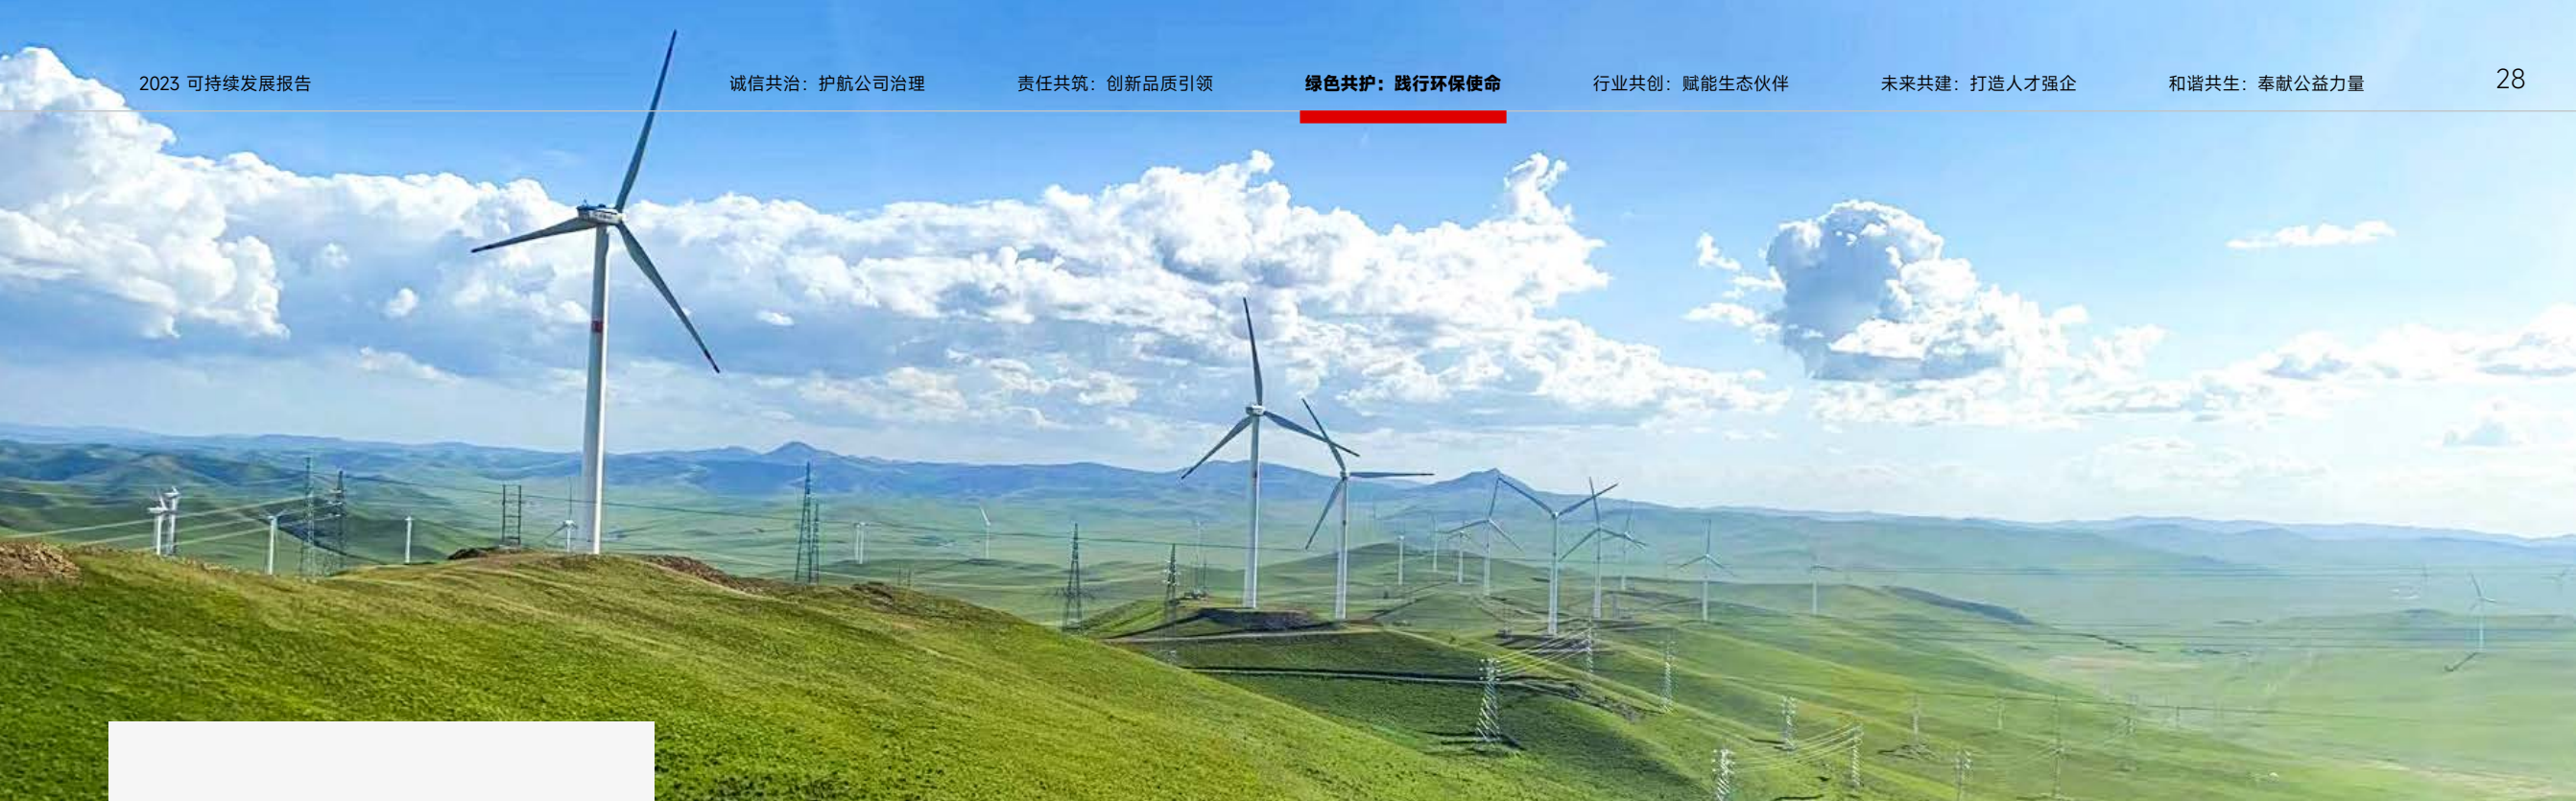 2023 可持续发展报告
诚信共治：护航公司治理
责任共筑：创新品质引领
绿色共护：践行环保使命
行业共创：赋能生态伙伴
未来共建：打造人才强企
和谐共生：奉献公益力量
28